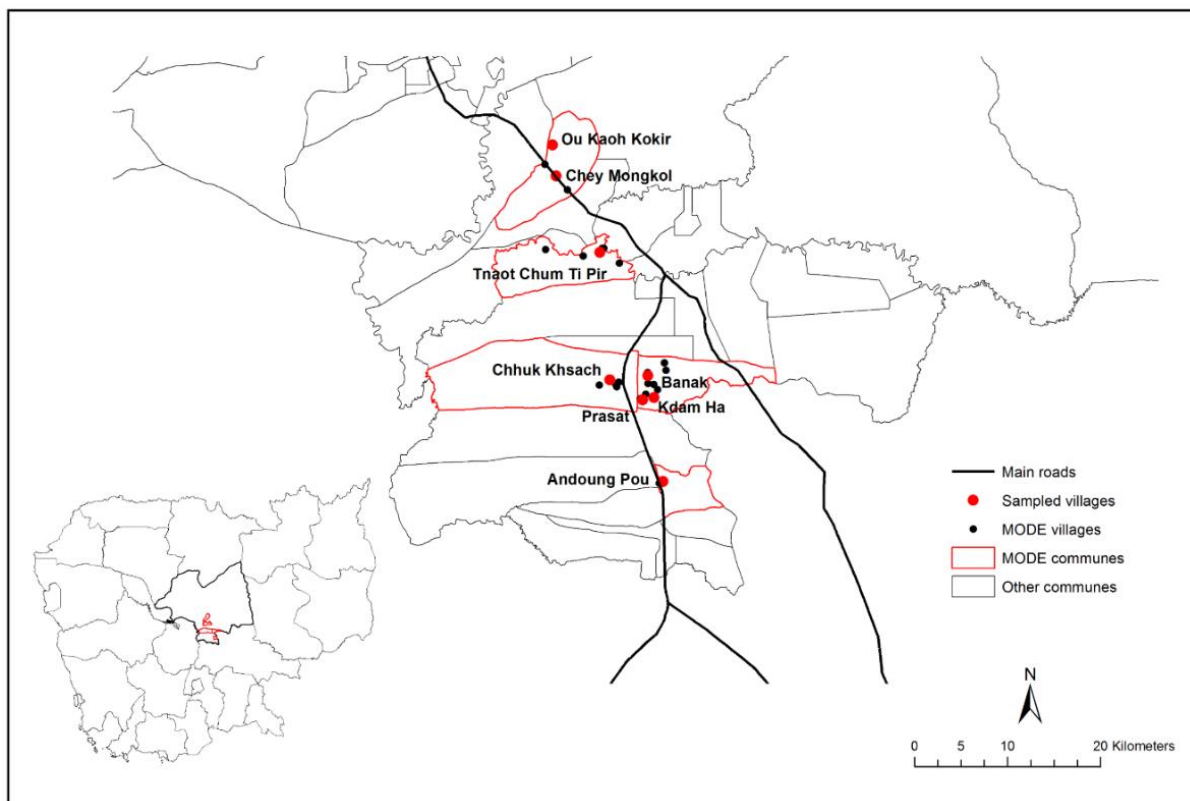 Ou Kaoh Kokir
Chey Mongkol
Tnaot Chum Ti Pir
Chhuk Khsach
Banak
Prasat
Kdam Ha
Andoung Pou
Main roads
Sampled villages
MODE villages
MODE communes
Other communes
N
0 5 10 20 Kilometers